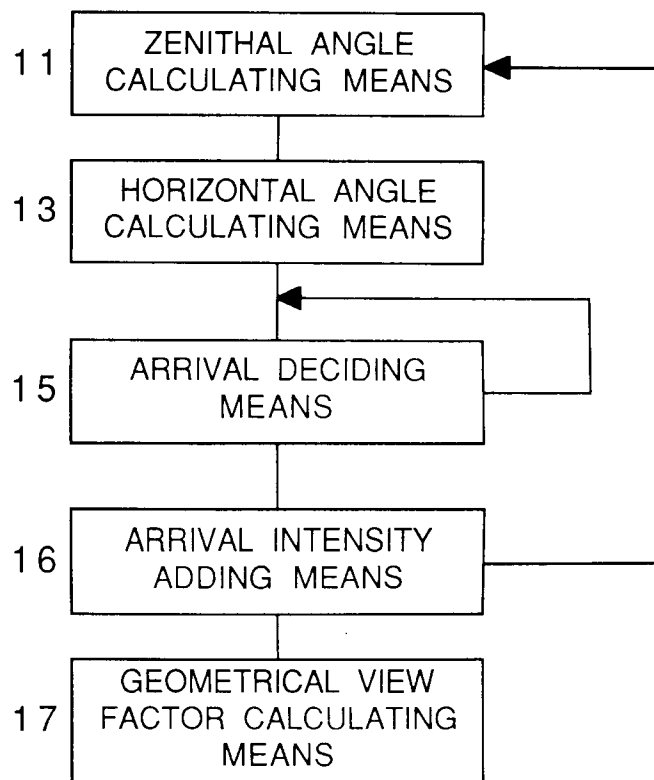 11
ZENITHAL ANGLE
CALCULATING MEANS
13
HORIZONTAL ANGLE
CALCULATING MEANS
15
ARRIVAL DECIDING
MEANS
16
ARRIVAL INTENSITY
ADDING MEANS
17
GEOMETRICAL VIEW
FACTOR CALCULATING
MEANS